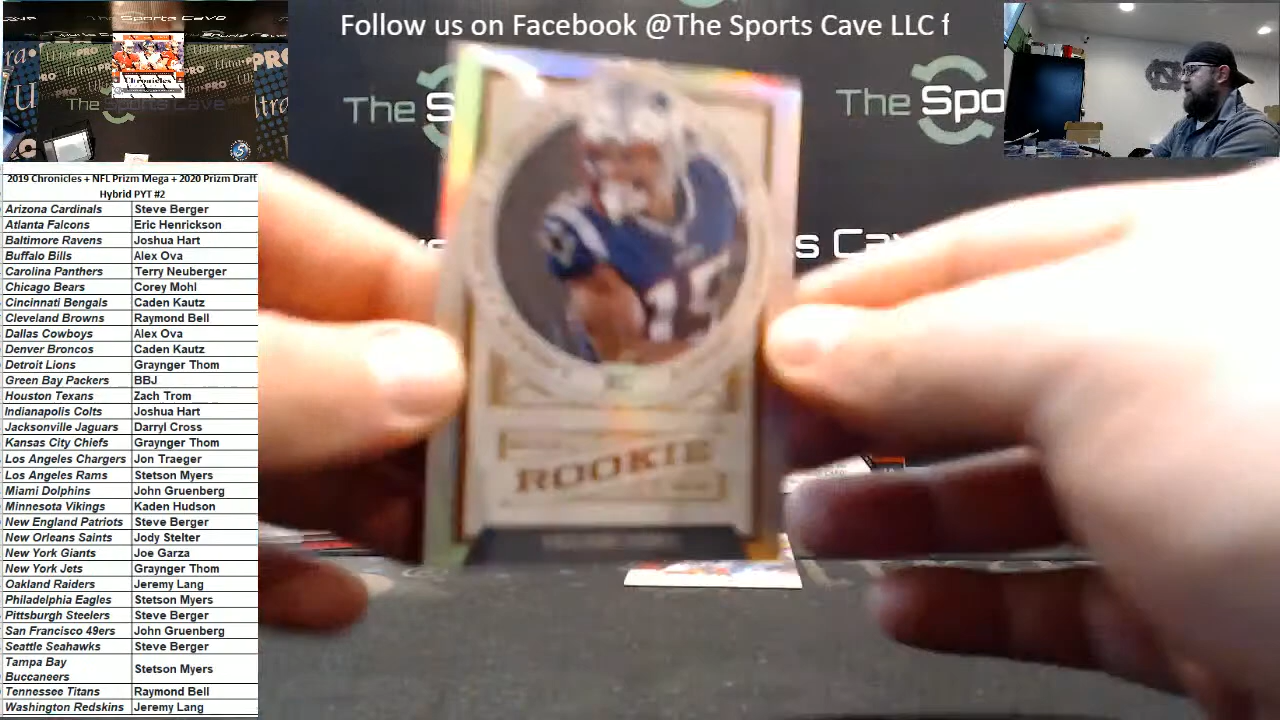 Follow us on Facebook @The Sports Cave LLC f
The S
The Spo
s Cav
Chronicles
The Sports Cave
PRO
2019 Chronicles + NFL Prizm Mega + 2020 Prizm Draft
Hybrid PYT #2
Arizona Cardinals Steve Berger
Atlanta Falcons Eric Henrickson
Baltimore Ravens Joshua Hart
Buffalo Bills Alex Ova
Carolina Panthers Terry Neuberger
Chicago Bears Corey Mohl
Cincinnati Bengals Caden Kautz
Cleveland Browns Raymond Bell
Dallas Cowboys Alex Ova
Denver Broncos Caden Kautz
Detroit Lions Graynger Thom
Green Bay Packers BBJ
Houston Texans Zach Trom
Indianapolis Colts Joshua Hart
Jacksonville Jaguars Darryl Cross
Kansas City Chiefs Graynger Thom
Los Angeles Chargers Jon Traeger
Los Angeles Rams Stetson Myers
Miami Dolphins John Gruenberg
Minnesota Vikings Kaden Hudson
New England Patriots Steve Berger
New Orleans Saints Jody Stelter
New York Giants Joe Garza
New York Jets Graynger Thom
Oakland Raiders Jeremy Lang
Philadelphia Eagles Stetson Myers
Pittsburgh Steelers Steve Berger
San Francisco 49ers John Gruenberg
Seattle Seahawks Steve Berger
Tampa Bay Buccaneers Stetson Myers
Tennessee Titans Raymond Bell
Washington Redskins Jeremy Lang
15
ROOKIE